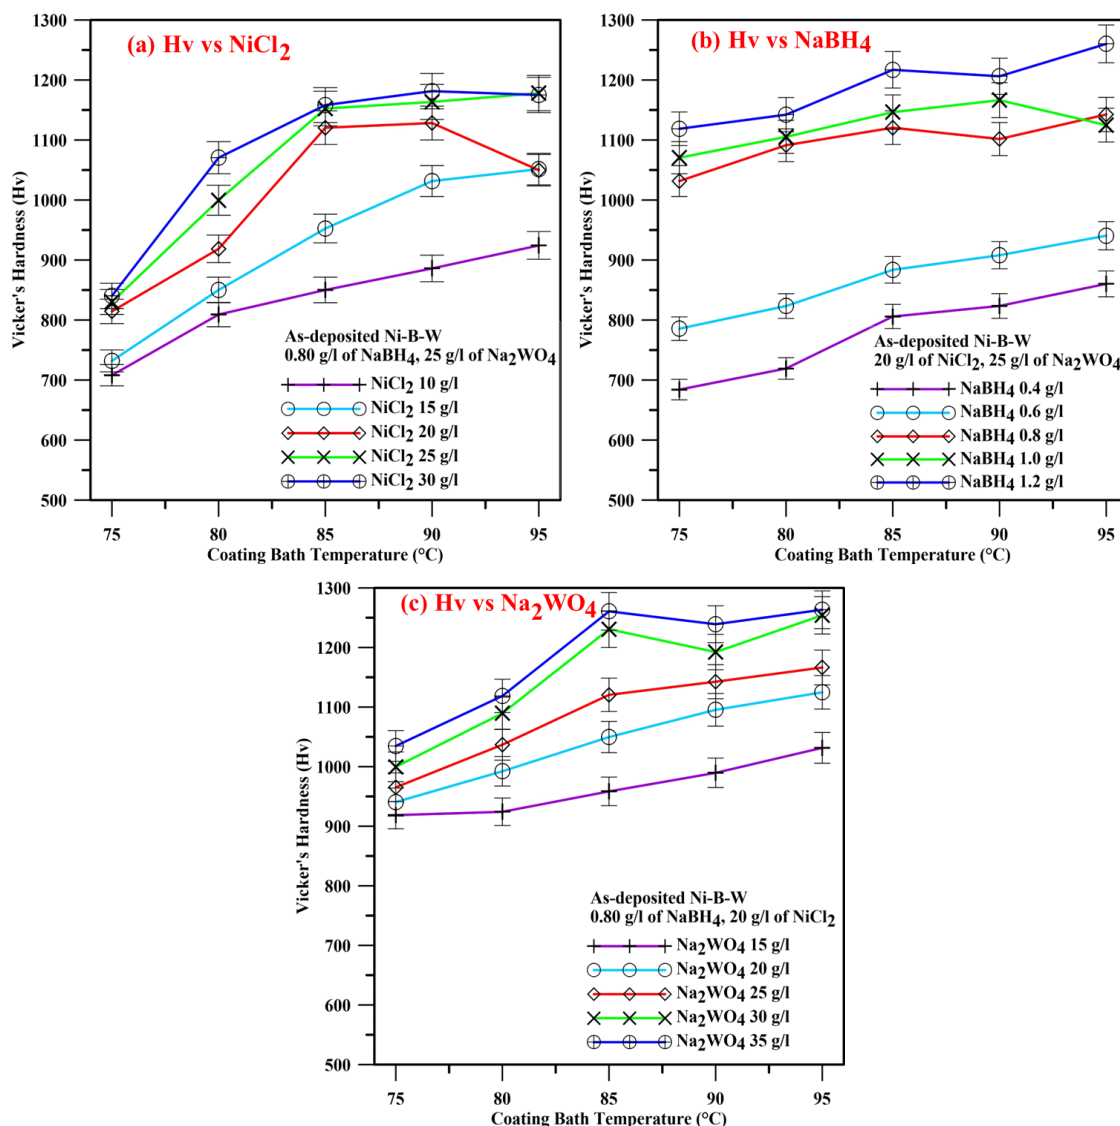 (a) Hv vs NiCl2
Vicker's Hardness (Hv)
1300
1200
1100
1000
900
800
700
600
500
As-deposited Ni-B-W
0.80 g/l of NaBH4, 25 g/l of Na2WO4
NiCl2 10 g/l
NiCl2 15 g/l
NiCl2 20 g/l
NiCl2 25 g/l
NiCl2 30 g/l
75 80 85 90 95
Coating Bath Temperature (°C)
(b) Hv vs NaBH4
Vicker's Hardness (Hv)
1300
1200
1100
1000
900
800
700
600
500
As-deposited Ni-B-W
20 g/l of NiCl2, 25 g/l of Na2WO4
NaBH4 0.4 g/l
NaBH4 0.6 g/l
NaBH4 0.8 g/l
NaBH4 1.0 g/l
NaBH4 1.2 g/l
75 80 85 90 95
Coating Bath Temperature (°C)
(c) Hv vs Na2WO4
Vicker's Hardness (Hv)
1300
1200
1100
1000
900
800
700
600
500
As-deposited Ni-B-W
0.80 g/l of NaBH4, 20 g/l of NiCl2
Na2WO4 15 g/l
Na2WO4 20 g/l
Na2WO4 25 g/l
Na2WO4 30 g/l
Na2WO4 35 g/l
75 80 85 90 95
Coating Bath Temperature (°C)